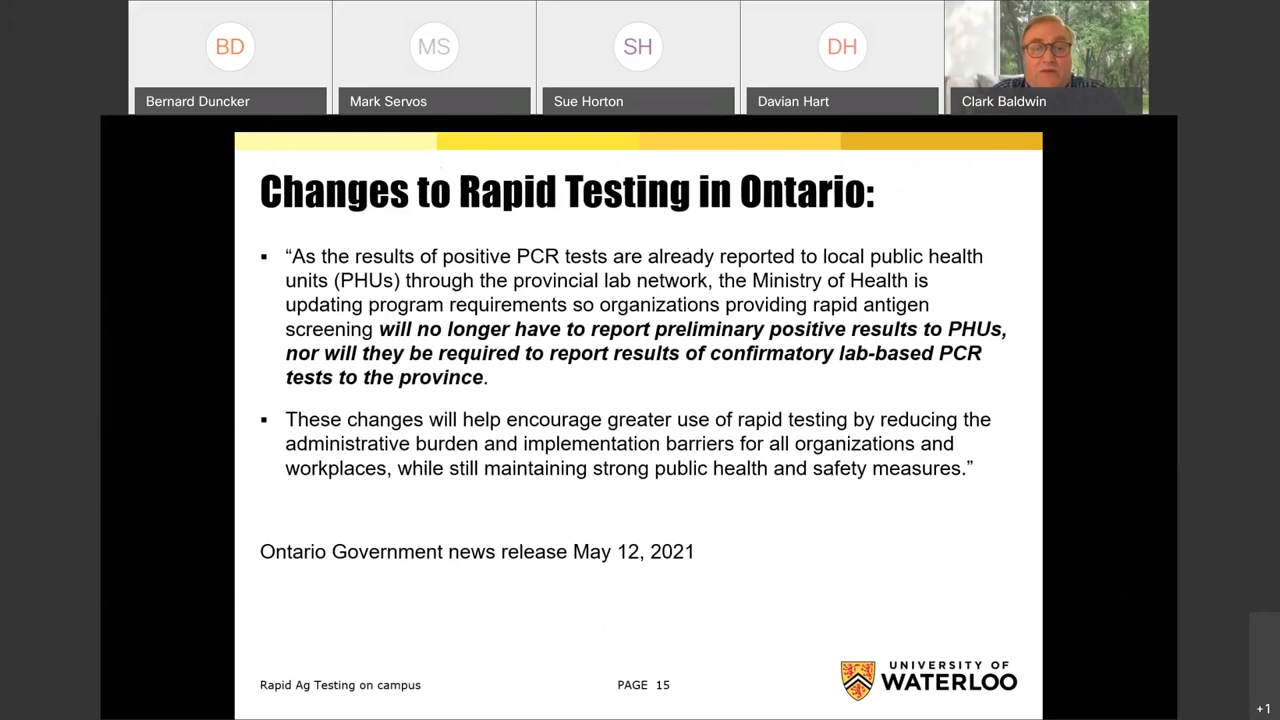 BD
MS
SH
DH
Bernard Duncker
Mark Servos
Sue Horton
Davian Hart
Clark Baldwin
Changes to Rapid Testing in Ontario:
▪ “As the results of positive PCR tests are already reported to local public health
units (PHUs) through the provincial lab network, the Ministry of Health is
updating program requirements so organizations providing rapid antigen
screening will no longer have to report preliminary positive results to PHUs,
nor will they be required to report results of confirmatory lab-based PCR
tests to the province.
▪ These changes will help encourage greater use of rapid testing by reducing the
administrative burden and implementation barriers for all organizations and
workplaces, while still maintaining strong public health and safety measures.”
Ontario Government news release May 12, 2021
Rapid Ag Testing on campus
PAGE 15
UNIVERSITY OF
WATERLOO
+1